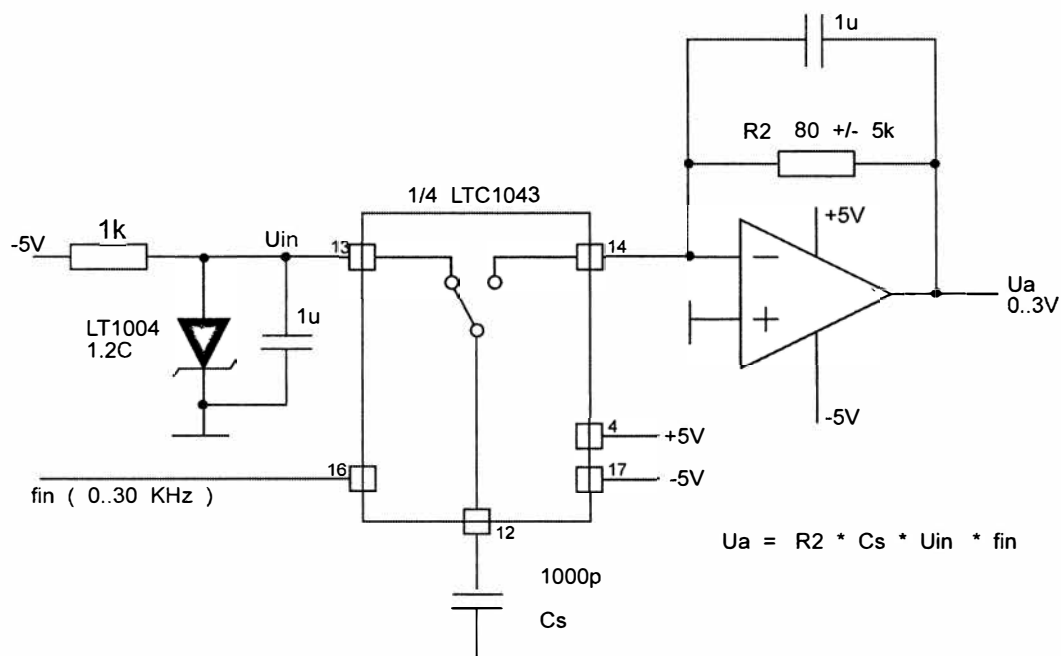 1u
R2 80 +/- 5k
1/4 LTC1043
+5V
-5V
1k
Uin
13
14
Ua
0..3V
LT1004
1.2C
1u
-5V
4
+5V
16
17
-5V
fin ( 0..30 KHz )
12
Ua = R2 * Cs * Uin * fin
1000p
Cs